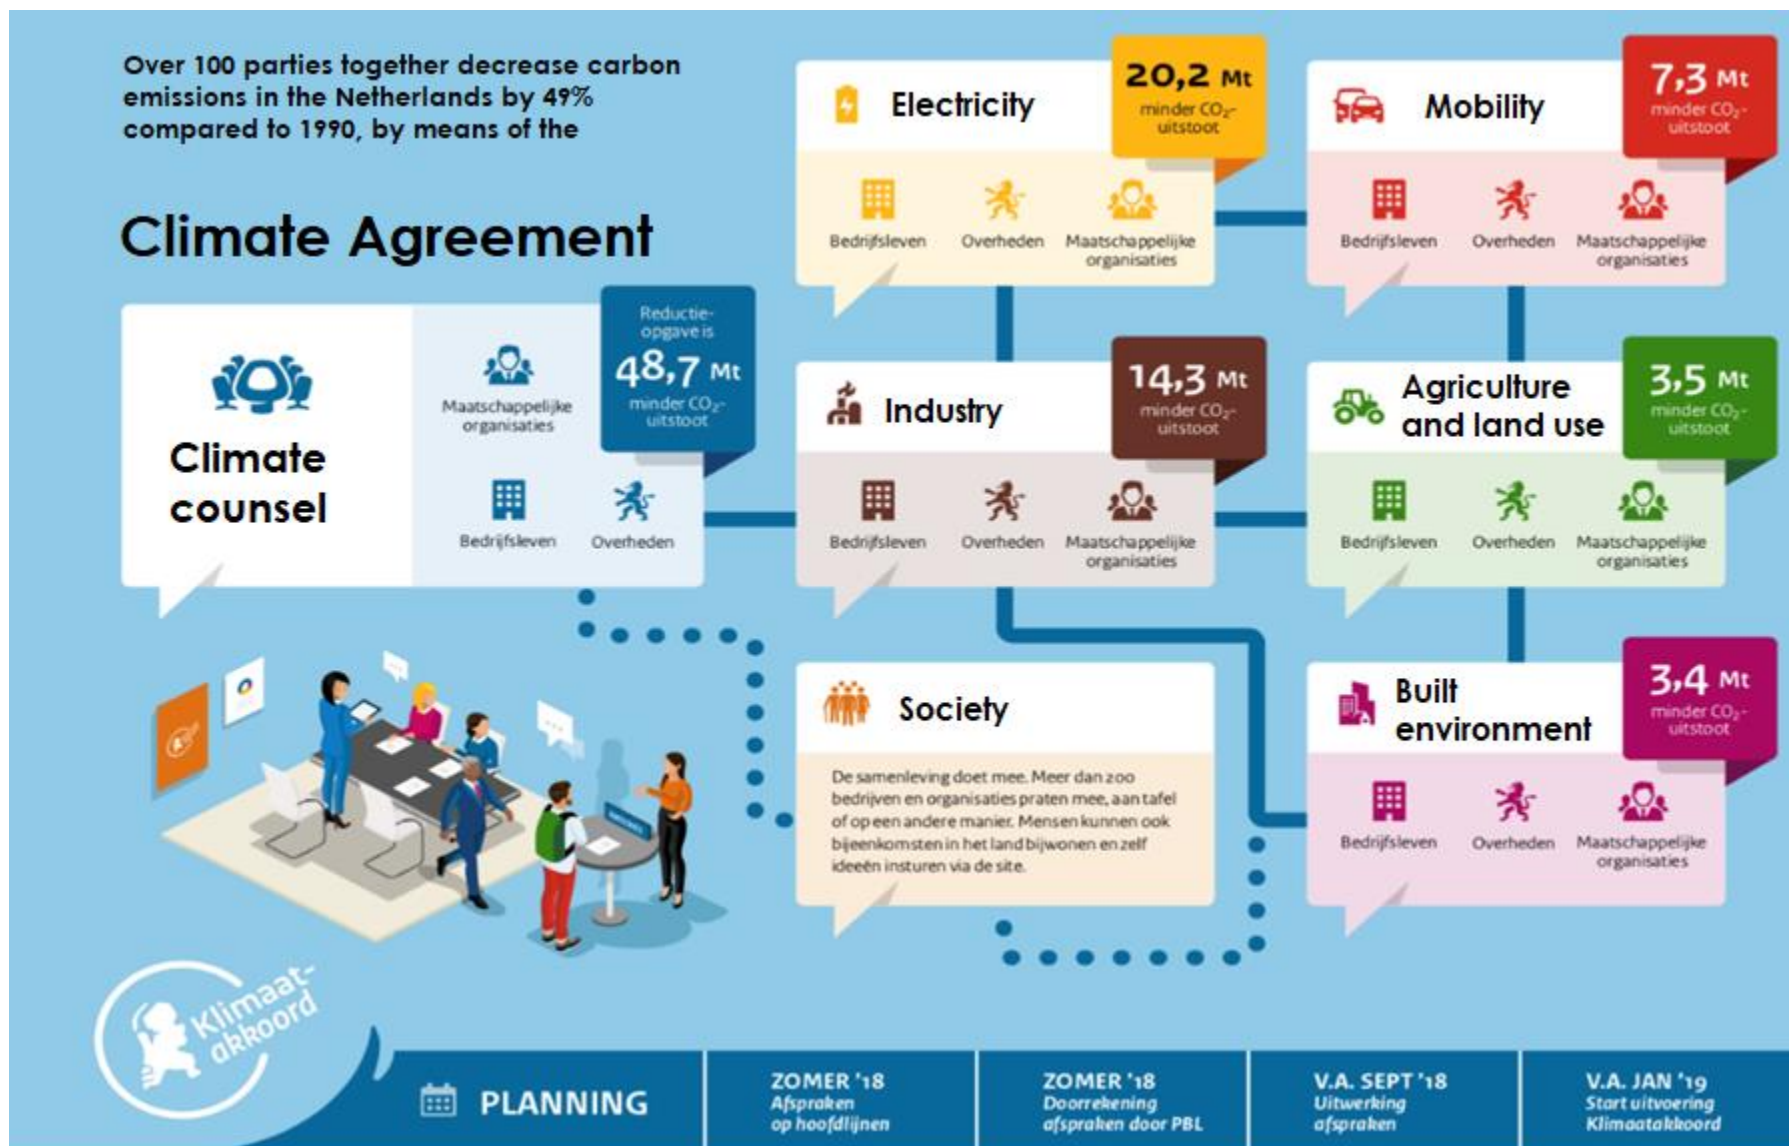 Over 100 parties together decrease carbon
emissions in the Netherlands by 49%
compared to 1990, by means of the
Climate Agreement
Climate
counsel
Maatschappelijke
organisaties
Bedrijfsleven
Overheden
Reductie-
opgave is
48,7 Mt
minder CO₂-
uitstoot
Electricity
20,2 Mt
minder CO₂-
uitstoot
Bedrijfsleven
Overheden
Maatschappelijke
organisaties
Mobility
7,3 Mt
minder CO₂-
uitstoot
Bedrijfsleven
Overheden
Maatschappelijke
organisaties
Industry
14,3 Mt
minder CO₂-
uitstoot
Bedrijfsleven
Overheden
Maatschappelijke
organisaties
Agriculture
and land use
3,5 Mt
minder CO₂-
uitstoot
Bedrijfsleven
Overheden
Maatschappelijke
organisaties
Society
De samenleving doet mee. Meer dan 200
bedrijven en organisaties praten mee, aan tafel
of op een andere manier. Mensen kunnen ook
bijeenkomsten in het land bijwonen en zelf
ideeën insturen via de site.
Built
environment
3,4 Mt
minder CO₂-
uitstoot
Bedrijfsleven
Overheden
Maatschappelijke
organisaties
Klimaat-
akkoord
PLANNING
ZOMER '18
Afspraken
op hoofdlijnen
ZOMER '18
Doorrekening
afspraken door PBL
V.A. SEPT '18
Uitwerking
afspraken
V.A. JAN '19
Start uitvoering
Klimaatakkoord